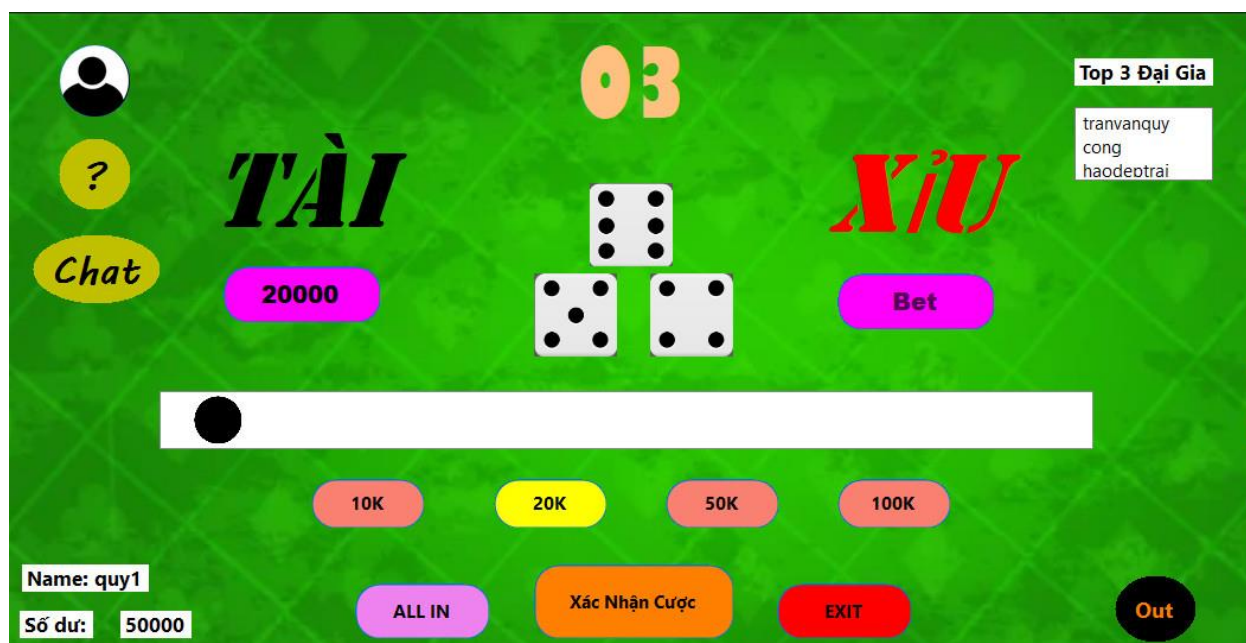 03
Top 3 Đại Gia
tranvanquy
cong
haodeptrai
?
TÀI
XỈU
Chat
20000
Bet
10K
20K
50K
100K
Name: quy1
Số dư: 50000
ALL IN
Xác Nhận Cược
EXIT
Out